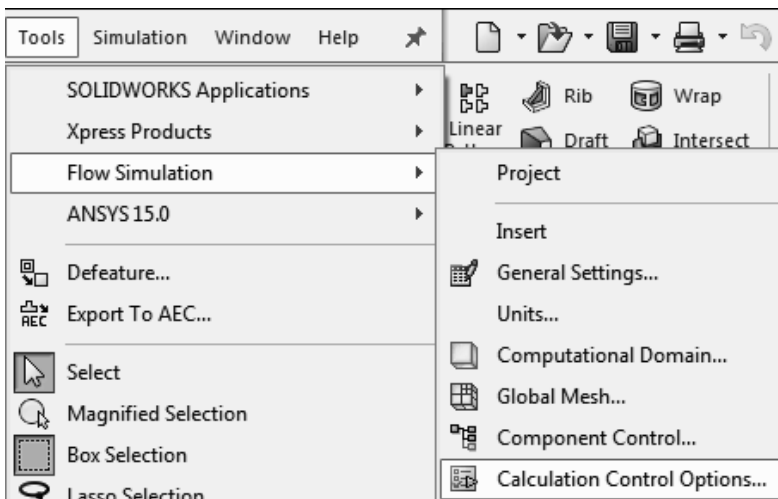 Tools Simulation Window Help
SOLIDWORKS Applications
Xpress Products
Flow Simulation
ANSYS 15.0
Defeature...
AEC Export To AEC...
Select
Magnified Selection
Box Selection
Lasso Selection
Linear
Rib Wrap
Draft Intersect
Project
Insert
General Settings...
Units...
Computational Domain...
Global Mesh...
Component Control...
Calculation Control Options...